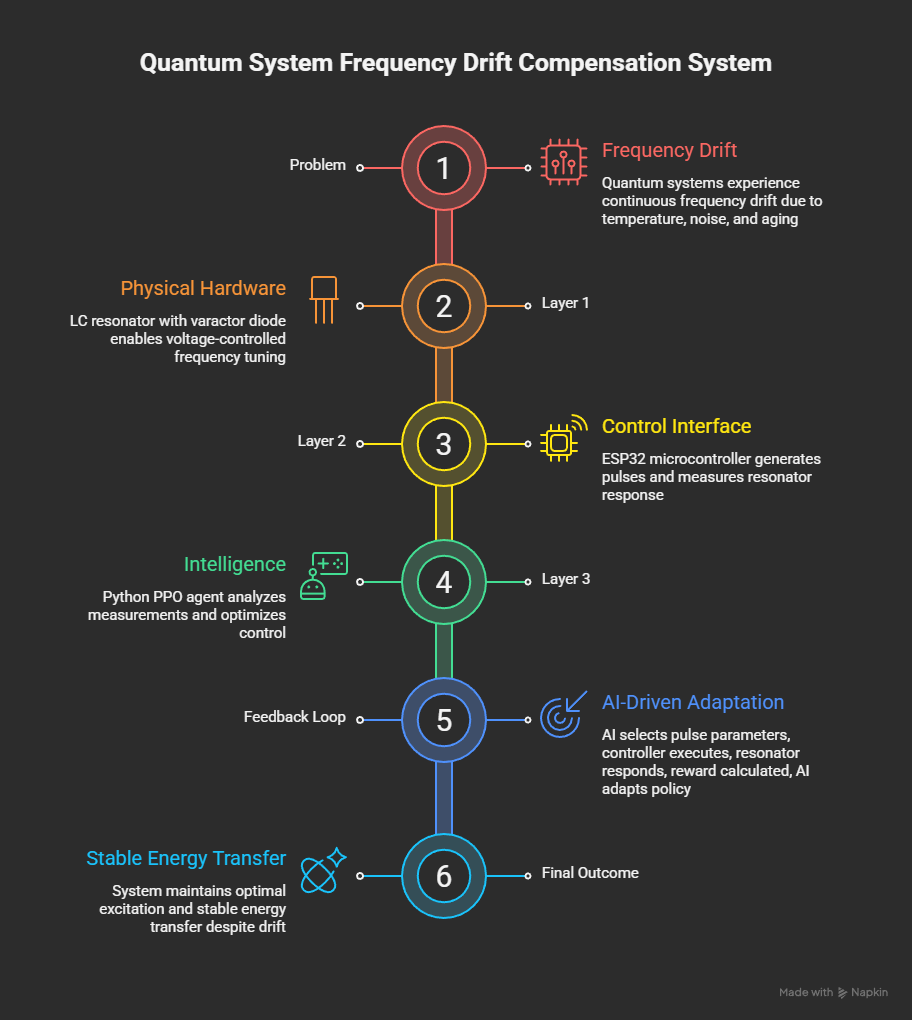 Quantum System Frequency Drift Compensation System
Problem
1
Frequency Drift
Quantum systems experience
continuous frequency drift due to
temperature, noise, and aging
Physical Hardware
LC resonator with varactor diode
enables voltage-controlled
frequency tuning
2
Layer 1
Layer 2
3
Control Interface
ESP32 microcontroller generates
pulses and measures resonator
response
Intelligence
Python PPO agent analyzes
measurements and optimizes
control
4
Layer 3
Feedback Loop
5
AI-Driven Adaptation
AI selects pulse parameters,
controller executes, resonator
responds, reward calculated, AI
adapts policy
Stable Energy Transfer
System maintains optimal
excitation and stable energy
transfer despite drift
6
Final Outcome
Made with Napkin